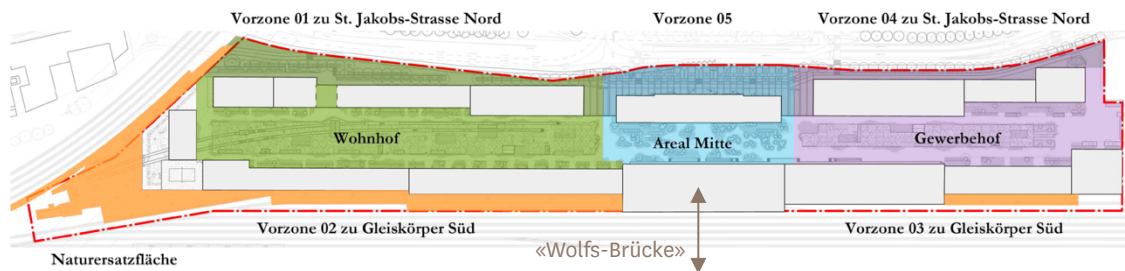 Vorzone 01 zu St. Jakobs-Strasse Nord
Vorzone 05
Vorzone 04 zu St. Jakobs-Strasse Nord
Wohnhof
Areal Mitte
Gewerbehof
Vorzone 02 zu Gleiskörper Süd
Vorzone 03 zu Gleiskörper Süd
«Wolfs-Brücke»
Naturersatzfläche